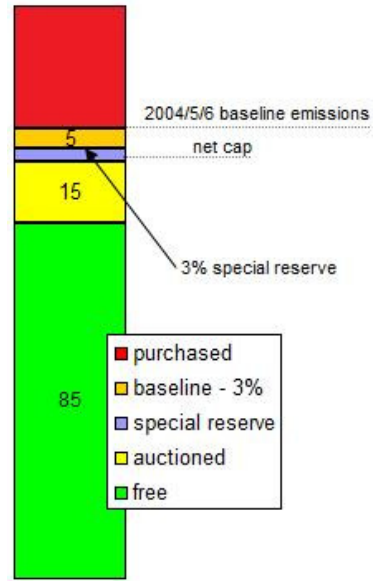 2004/5/6 baseline emissions
5
net cap
15
3% special reserve
85
purchased
baseline - 3%
special reserve
auctioned
free